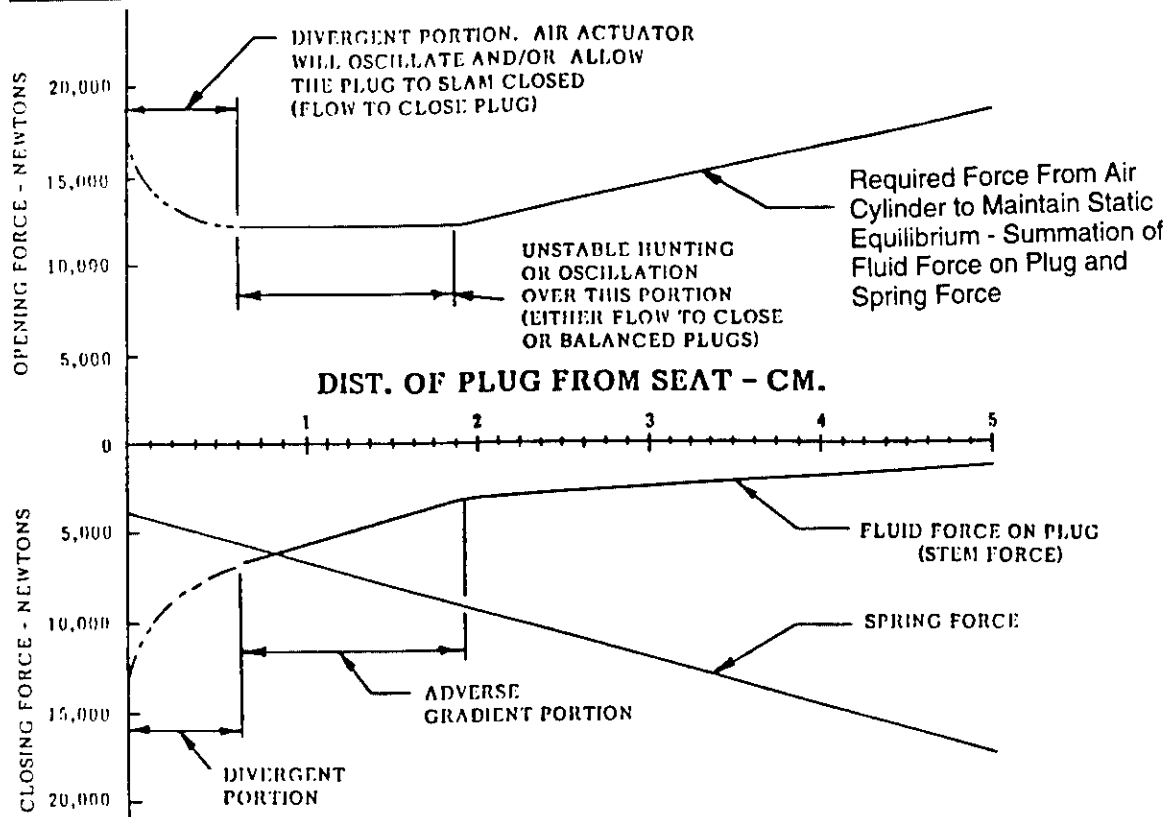 DIVERGENT PORTION. AIR ACTUATOR
WILL OSCILLATE AND/OR ALLOW
THE PLUG TO SLAM CLOSED
(FLOW TO CLOSE PLUG)
OPENING FORCE - NEWTONS
20,000
15,000
10,000
5,000
0
Required Force From Air
Cylinder to Maintain Static
Equilibrium - Summation of
Fluid Force on Plug and
Spring Force
UNSTABLE HUNTING
OR OSCILLATION
OVER THIS PORTION
(EITHER FLOW TO CLOSE
OR BALANCED PLUGS)
DIST. OF PLUG FROM SEAT - CM.
1
2
3
4
5
CLOSING FORCE - NEWTONS
5,000
10,000
15,000
20,000
FLUID FORCE ON PLUG
(STEM FORCE)
SPRING FORCE
ADVERSE
GRADIENT PORTION
DIVERGENT
PORTION